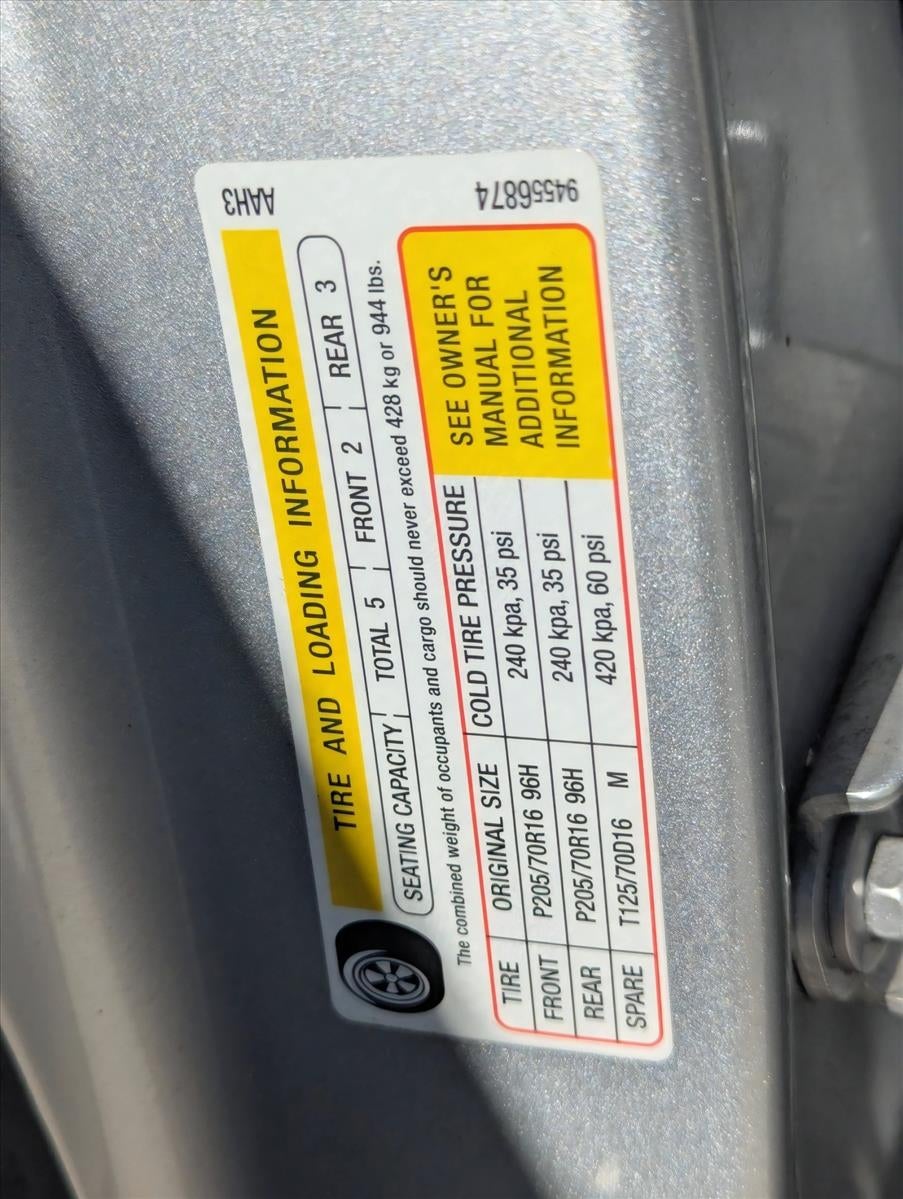 TIRE AND LOADING INFORMATION
SEATING CAPACITY TOTAL 5 FRONT 2 REAR 3
The combined weight of occupants and cargo should never exceed 428 kg or 944 lbs.
TIRE ORIGINAL SIZE COLD TIRE PRESSURE
FRONT P205/70R16 96H 240 kpa, 35 psi
REAR P205/70R16 96H 240 kpa, 35 psi
SPARE T125/70D16 M 420 kpa, 60 psi
SEE OWNER'S
MANUAL FOR
ADDITIONAL
INFORMATION
AAH3
94556874